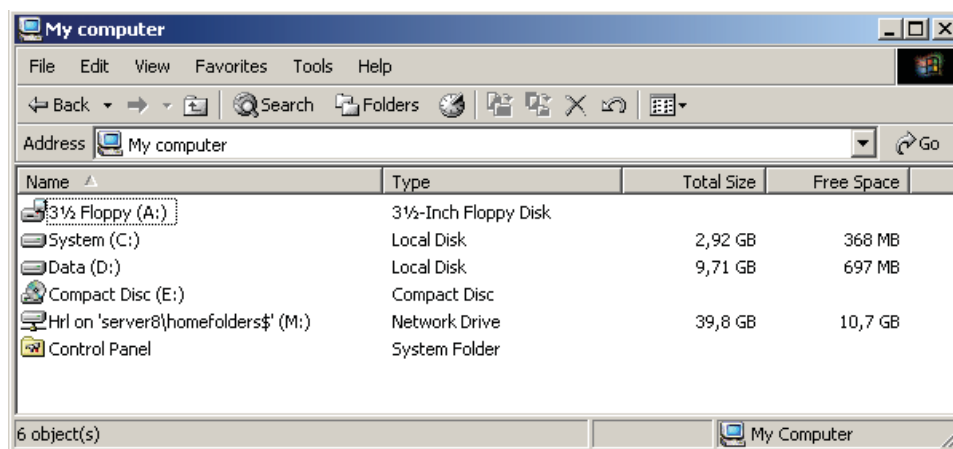 My computer
File Edit View Favorites Tools Help
Back Search Folders
Address My computer Go
Name Type Total Size Free Space
3½ Floppy (A:) 3½-Inch Floppy Disk
System (C:) Local Disk 2,92 GB 368 MB
Data (D:) Local Disk 9,71 GB 697 MB
Compact Disc (E:) Compact Disc
Hrl on 'server8\homefolders$' (M:) Network Drive 39,8 GB 10,7 GB
Control Panel System Folder
6 object(s) My Computer